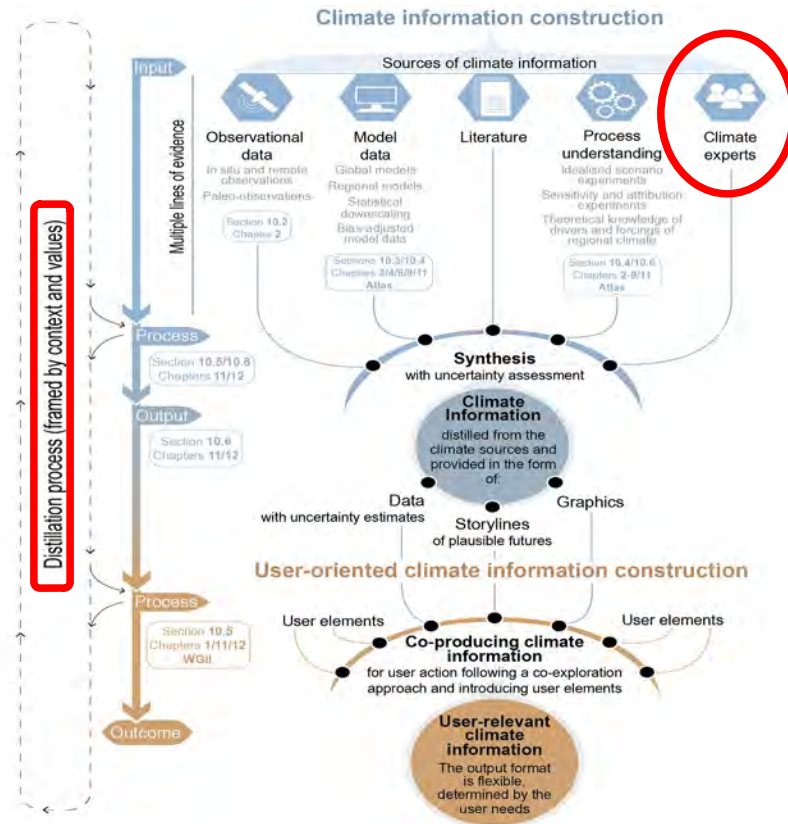 Climate information construction
Input
Sources of climate information
Observational
data
In situ and remote
observations
Paleo-observations
Section 10.2
Chapter 2
Model
data
Global models
Regional models
Statistical
downscaling
Bias-adjusted
model data
Sections 10.3/10.4
Chapters 3/4/8/9/11
Atlas
Literature
Process
understanding
Idealised scenario
experiments
Sensitivity and attribution
experiments
Theoretical knowledge of
drivers and forcings of
regional climate
Section 10.4/10.6
Chapters 2-9/11
Atlas
Climate
experts
Multiple lines of evidence
Distillation process (framed by context and values)
Process
Section 10.5/10.6
Chapters 11/12
Synthesis
with uncertainty assessment
Output
Section 10.6
Chapters 11/12
Climate
Information
distilled from the
climate sources and
provided in the form
of:
Data
with uncertainty estimates
Storylines
of plausible futures
Graphics
User-oriented climate information construction
Process
Section 10.5
Chapters 1/11/12
WGII
User elements
User elements
Co-producing climate
information
for user action following a co-exploration
approach and introducing user elements
Outcome
User-relevant
climate
information
The output format
is flexible,
determined by the
user needs